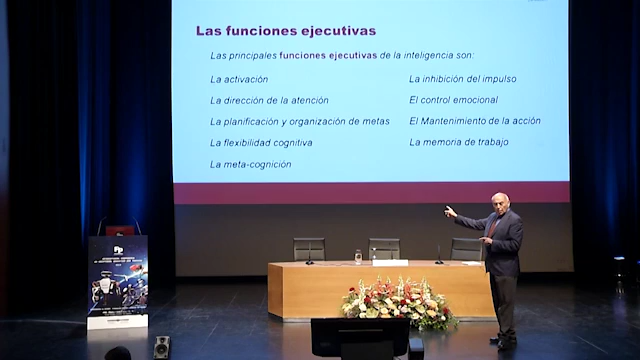 Las funciones ejecutivas
Las principales funciones ejecutivas de la inteligencia son:
La activación
La dirección de la atención
La planificación y organización de metas
La flexibilidad cognitiva
La meta-cognición
La inhibición del impulso
El control emocional
El Mantenimiento de la acción
La memoria de trabajo